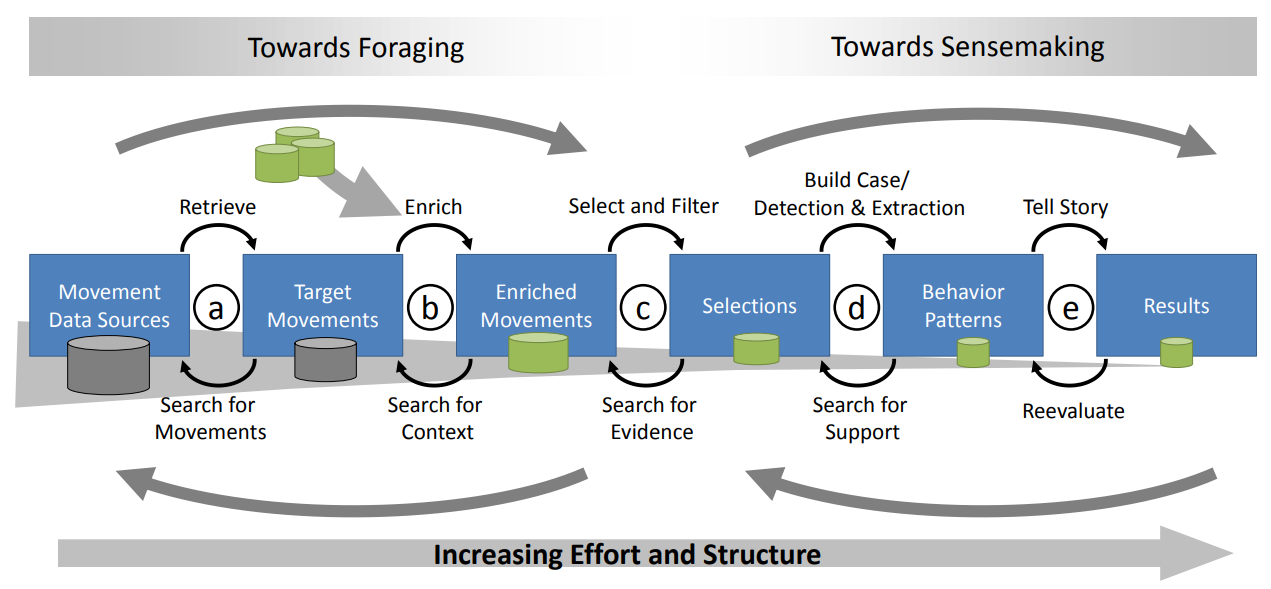 Towards Foraging
Towards Sensemaking
Retrieve
Enrich
Select and Filter
Build Case/
Detection & Extraction
Tell Story
Movement
Data Sources
a
Target
Movements
b
Enriched
Movements
c
Selections
d
Behavior
Patterns
e
Results
Search for
Movements
Search for
Context
Search for
Evidence
Search for
Support
Reevaluate
Increasing Effort and Structure